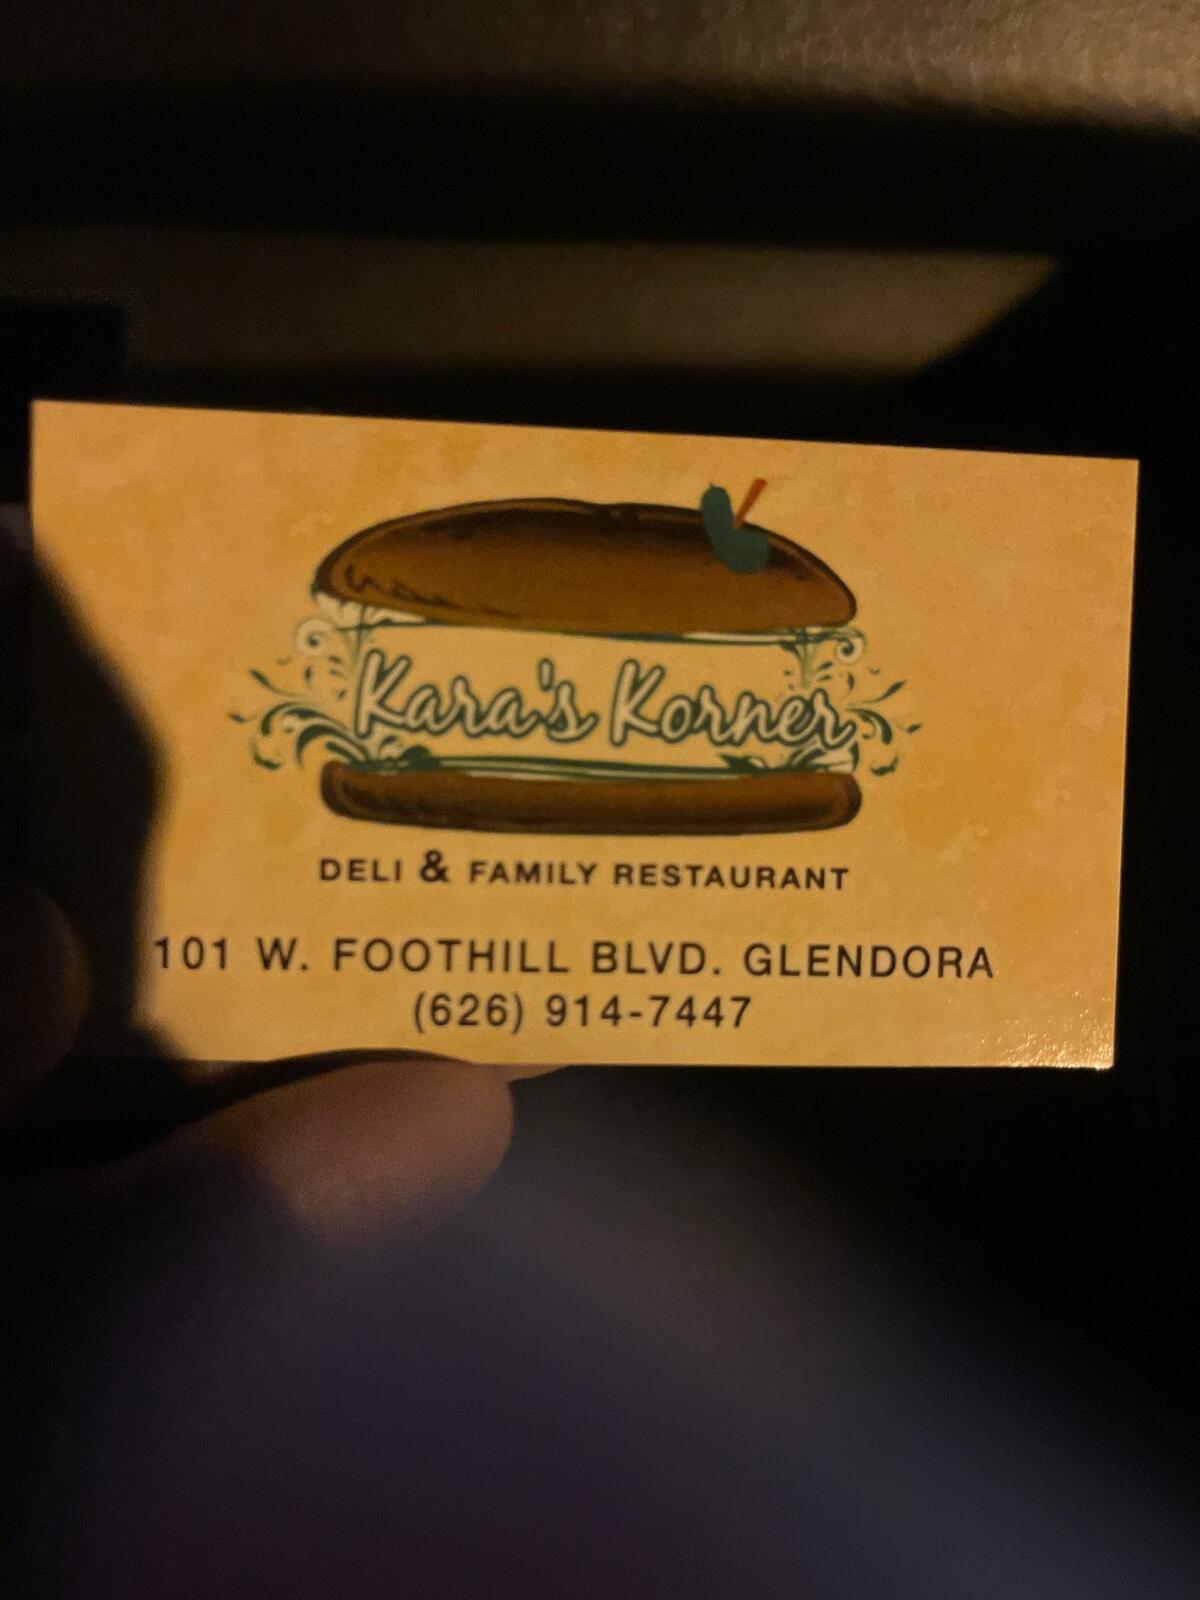 Kara's Korner
DELI & FAMILY RESTAURANT
101 W. FOOTHILL BLVD. GLENDORA
(626) 914-7447